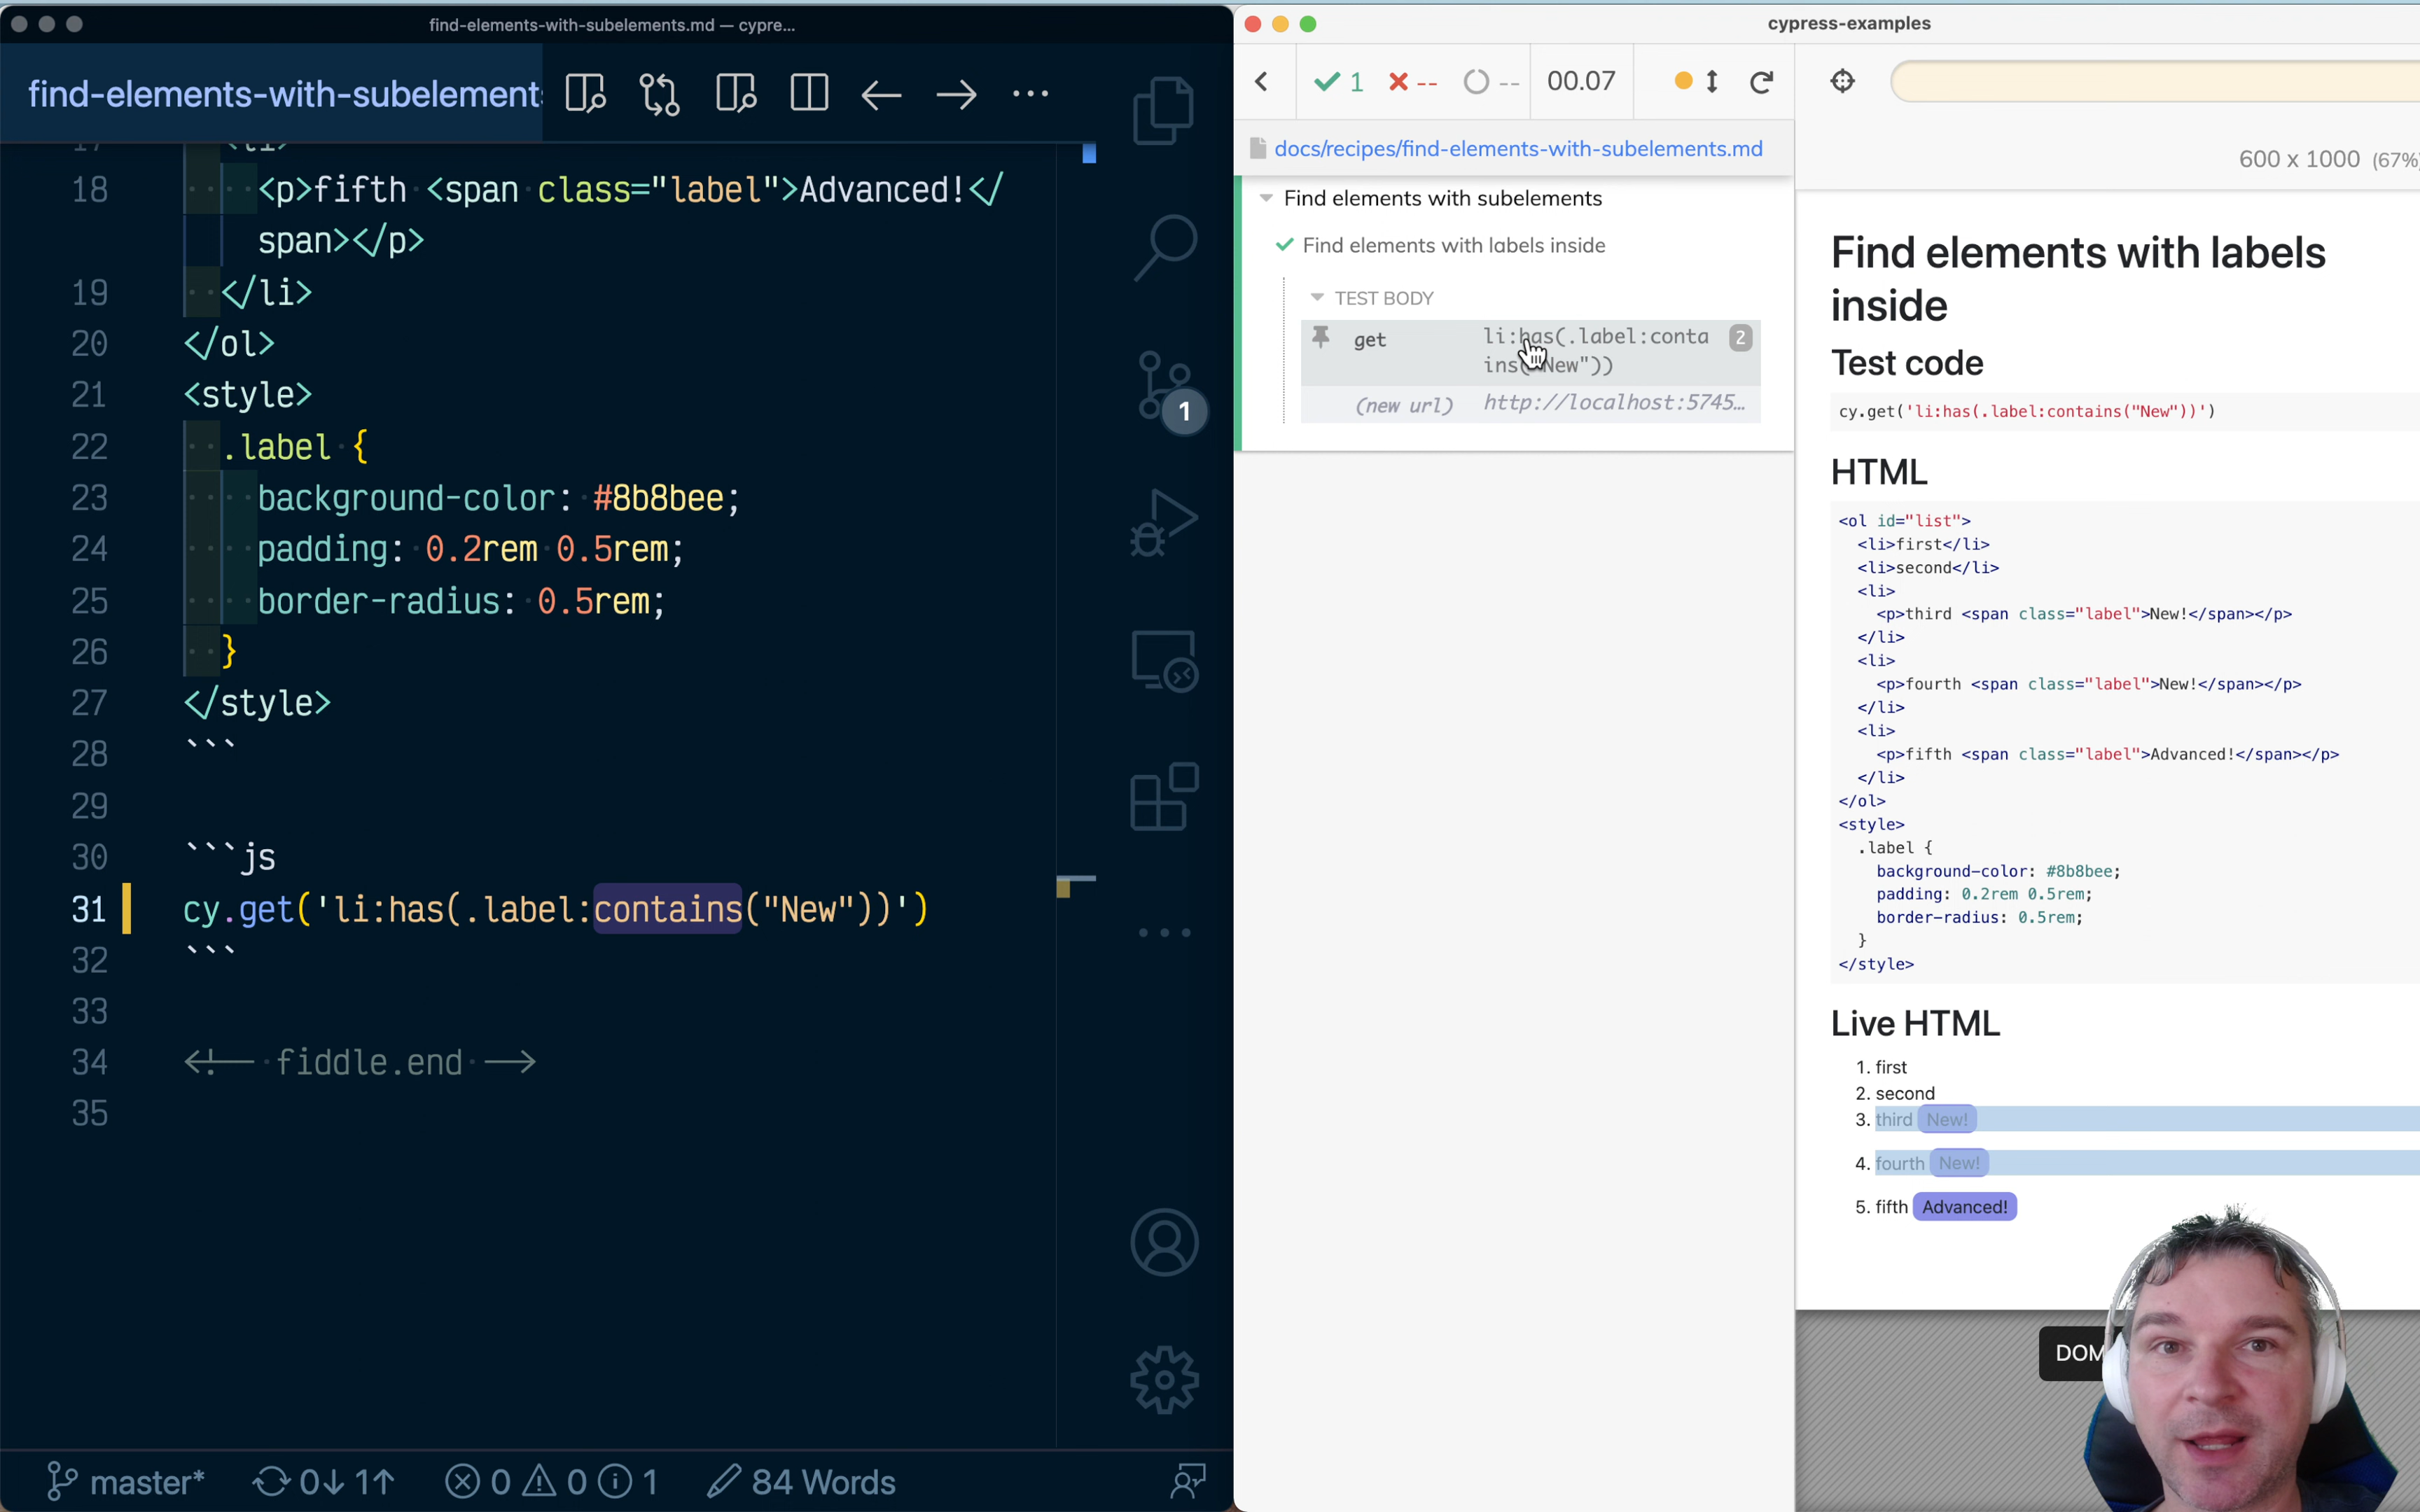 find-elements-with-subelements.md — cypre...
find-elements-with-subelement
18 <p>fifth <span class="label">Advanced!</
span></p>
19 </li>
20 </ol>
21 <style>
22 .label {
23 background-color: #8b8bee;
24 padding: 0.2rem 0.5rem;
25 border-radius: 0.5rem;
26 }
27 </style>
28 ```
29
30 ```js
31 cy.get('li:has(.label:contains("New"))')
32 ```
33
34 <!-- fiddle.end -->
35
1
master* 0↓ 1↑ 0 0 1 84 Words
cypress-examples
1 -- -- 00.07
docs/recipes/find-elements-with-subelements.md
Find elements with subelements
Find elements with labels inside
TEST BODY
get li:has(.label:conta 2
ins("New"))
(new url) http://localhost:5745...
600 x 1000 (67%
Find elements with labels
inside
Test code
cy.get('li:has(.label:contains("New"))')
HTML
<ol id="list">
<li>first</li>
<li>second</li>
<li>
<p>third <span class="label">New!</span></p>
</li>
<li>
<p>fourth <span class="label">New!</span></p>
</li>
<li>
<p>fifth <span class="label">Advanced!</span></p>
</li>
</ol>
<style>
.label {
background-color: #8b8bee;
padding: 0.2rem 0.5rem;
border-radius: 0.5rem;
}
</style>
Live HTML
1. first
2. second
3. third New!
4. fourth New!
5. fifth Advanced!
DOM